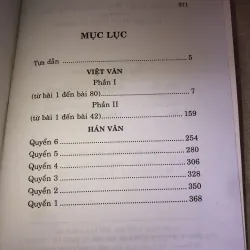 371
MỤC LỤC
Tựa dẫn 5
VIỆT VĂN
Phần I
(từ bài 1 đến bài 80) 7
Phần II
(từ bài 1 đến bài 42) 159
HÁN VĂN
Quyển 6 254
Quyển 5 280
Quyển 4 306
Quyển 3 328
Quyển 2 350
Quyển 1 368